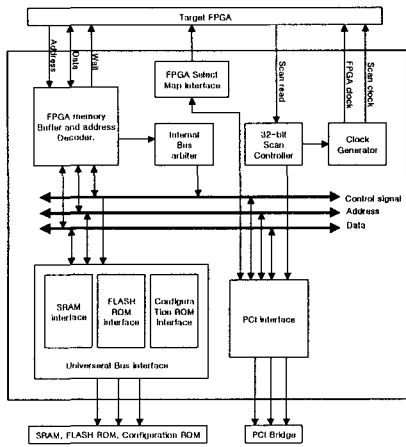 Target FPGA
Address
Data
Wait
Scan read
FPGA clock
Scan clock
FPGA Select
Map Interface
FPGA memory
Buffer and address
Decoder.
Internal
Bus
arbiter
32-bit
Scan
Controller
Clock
Generator
Control signal
Address
Data
SRAM
interface
FLASH
ROM
Interface
Configura
Tion ROM
Interface
Universeral Bus interface
PCI Interface
SRAM, FLASH ROM, Configuration ROM
PCI Bridge